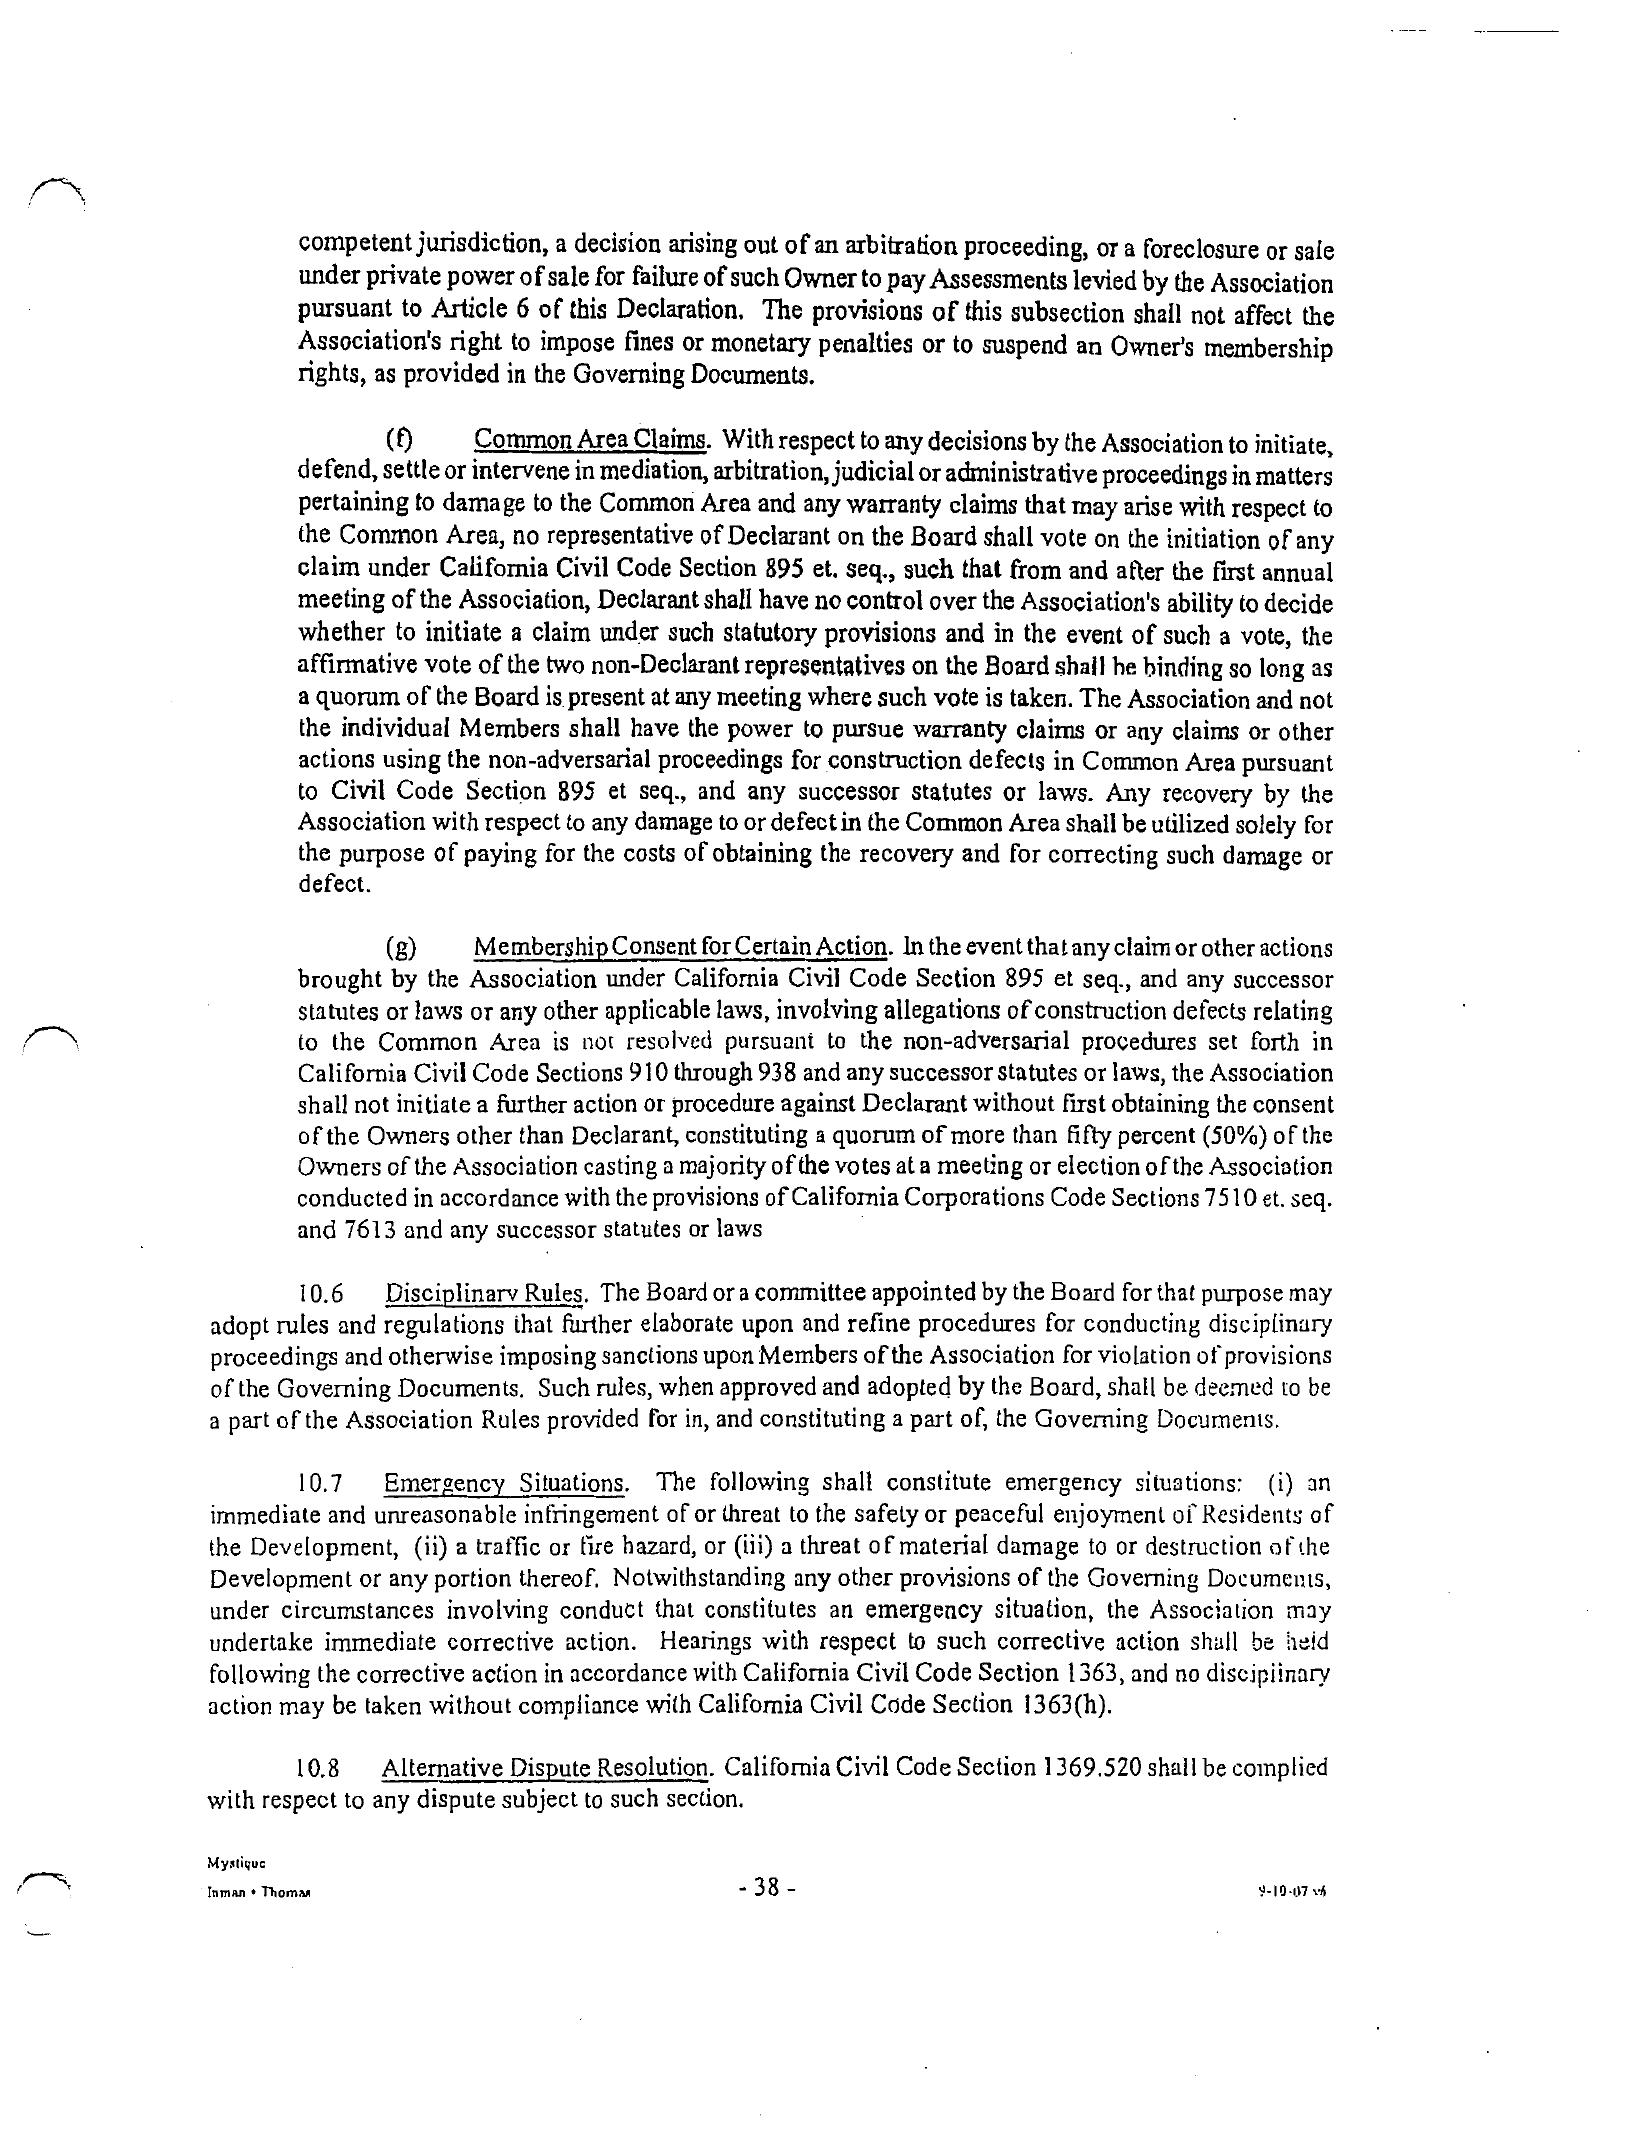 competent jurisdiction, a decision arising out of an arbitration proceeding, or a foreclosure or sale
under private power of sale for failure of such Owner to pay Assessments levied by the Association
pursuant to Article 6 of this Declaration. The provisions of this subsection shall not affect the
Association's right to impose fines or monetary penalties or to suspend an Owner's membership
rights, as provided in the Governing Documents.
(f) Common Area Claims. With respect to any decisions by the Association to initiate,
defend, settle or intervene in mediation, arbitration, judicial or administrative proceedings in matters
pertaining to damage to the Common Area and any warranty claims that may arise with respect to
the Common Area, no representative of Declarant on the Board shall vote on the initiation of any
claim under California Civil Code Section 895 et. seq., such that from and after the first annual
meeting of the Association, Declarant shall have no control over the Association's ability to decide
whether to initiate a claim under such statutory provisions and in the event of such a vote, the
affirmative vote of the two non-Declarant representatives on the Board shall be binding so long as
a quorum of the Board is present at any meeting where such vote is taken. The Association and not
the individual Members shall have the power to pursue warranty claims or any claims or other
actions using the non-adversarial proceedings for construction defects in Common Area pursuant
to Civil Code Section 895 et seq., and any successor statutes or laws. Any recovery by the
Association with respect to any damage to or defect in the Common Area shall be utilized solely for
the purpose of paying for the costs of obtaining the recovery and for correcting such damage or
defect.
(g) Membership Consent for Certain Action. In the event that any claim or other actions
brought by the Association under California Civil Code Section 895 et seq., and any successor
statutes or laws or any other applicable laws, involving allegations of construction defects relating
to the Common Area is not resolved pursuant to the non-adversarial procedures set forth in
California Civil Code Sections 910 through 938 and any successor statutes or laws, the Association
shall not initiate a further action or procedure against Declarant without first obtaining the consent
of the Owners other than Declarant, constituting a quorum of more than fifty percent (50%) of the
Owners of the Association casting a majority of the votes at a meeting or election of the Association
conducted in accordance with the provisions of California Corporations Code Sections 7510 et. seq.
and 7613 and any successor statutes or laws
10.6 Disciplinary Rules. The Board or a committee appointed by the Board for that purpose may
adopt rules and regulations that further elaborate upon and refine procedures for conducting disciplinary
proceedings and otherwise imposing sanctions upon Members of the Association for violation of provisions
of the Governing Documents. Such rules, when approved and adopted by the Board, shall be deemed to be
a part of the Association Rules provided for in, and constituting a part of, the Governing Documents.
10.7 Emergency Situations. The following shall constitute emergency situations: (i) an
immediate and unreasonable infringement of or threat to the safety or peaceful enjoyment of Residents of
the Development, (ii) a traffic or fire hazard, or (iii) a threat of material damage to or destruction of the
Development or any portion thereof. Notwithstanding any other provisions of the Governing Documents,
under circumstances involving conduct that constitutes an emergency situation, the Association may
undertake immediate corrective action. Hearings with respect to such corrective action shall be held
following the corrective action in accordance with California Civil Code Section 1363, and no disciplinary
action may be taken without compliance with California Civil Code Section 1363(h).
10.8 Alternative Dispute Resolution. California Civil Code Section 1369.520 shall be complied
with respect to any dispute subject to such section.
Mystique
Inman • Thomas
- 38 -
9-10-07 v6